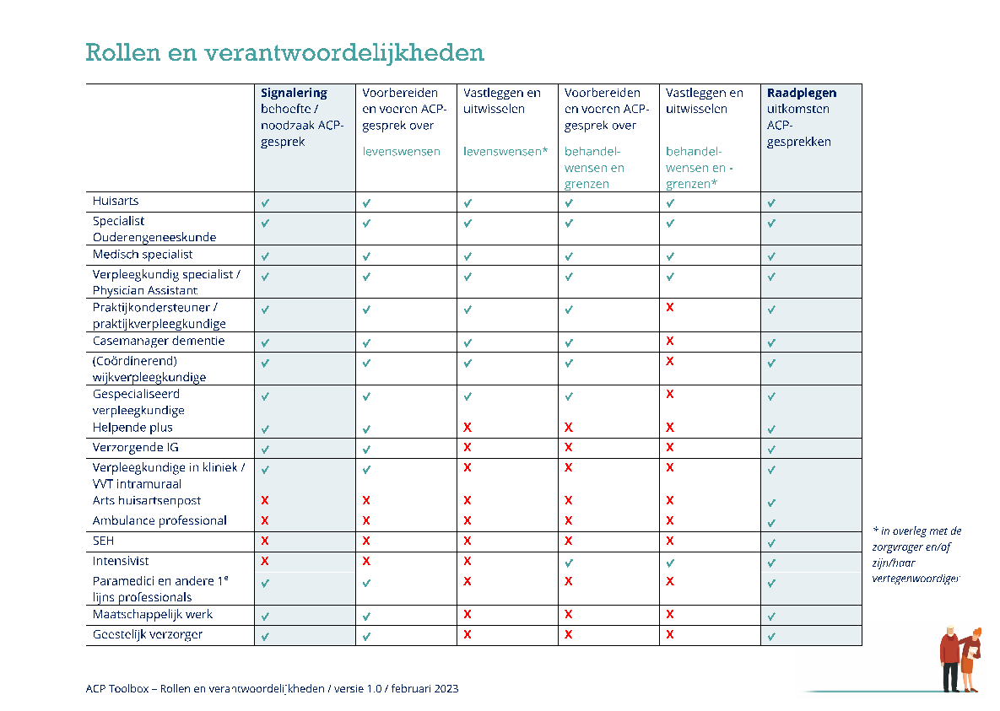 Rollen en verantwoordelijkheden
Signalering behoefte / noodzaak ACP-gesprek | Voorbereiden en voeren ACP-gesprek over levenswensen | Vastleggen en uitwisselen levenswensen* | Voorbereiden en voeren ACP-gesprek over behandel-wensen en grenzen | Vastleggen en uitwisselen behandel-wensen en -grenzen* | Raadplegen uitkomsten ACP-gesprekken
Huisarts ✓ ✓ ✓ ✓ ✓ ✓
Specialist
Ouderengeneeskunde ✓ ✓ ✓ ✓ ✓ ✓
Medisch specialist ✓ ✓ ✓ ✓ ✓ ✓
Verpleegkundig specialist /
Physician Assistant ✓ ✓ ✓ ✓ ✓ ✓
Praktijkondersteuner /
praktijkverpleegkundige ✓ ✓ ✓ ✓ X ✓
Casemanager dementie ✓ ✓ ✓ ✓ X ✓
(Coördinerend)
wijkverpleegkundige ✓ ✓ ✓ ✓ X ✓
Gespecialiseerd
verpleegkundige ✓ ✓ ✓ ✓ X ✓
Helpende plus ✓ ✓ X X X ✓
Verzorgende IG ✓ ✓ X X X ✓
Verpleegkundige in kliniek /
VVT intramuraal ✓ ✓ X X X ✓
Arts huisartsenpost X X X X X ✓
Ambulance professional X X X X X ✓
SEH X X X X X ✓
Intensivist X X X ✓ ✓ ✓
Paramedici en andere 1e
lijns professionals ✓ ✓ X X X ✓
Maatschappelijk werk ✓ ✓ X X X ✓
Geestelijk verzorger ✓ ✓ X X X ✓
* in overleg met de
zorgvrager en/of
zijn/haar
vertegenwoordiger
ACP Toolbox – Rollen en verantwoordelijkheden / versie 1.0 / februari 2023